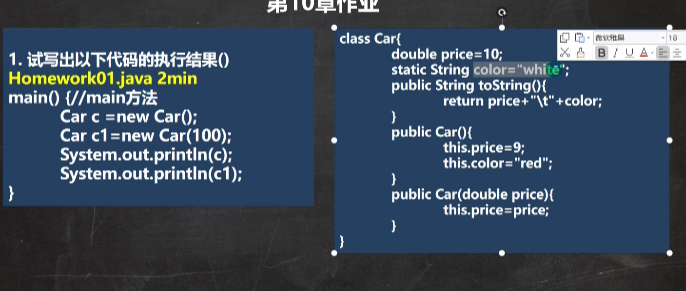 第10章作业
1. 试写出以下代码的执行结果()
Homework01.java 2min
main() {//main方法
Car c =new Car();
Car c1=new Car(100);
System.out.println(c);
System.out.println(c1);
}
class Car{
double price=10;
static String color="white";
public String toString(){
return price+"\t"+color;
}
public Car(){
this.price=9;
this.color="red";
}
public Car(double price){
this.price=price;
}
}
微软雅黑
18
B I U A